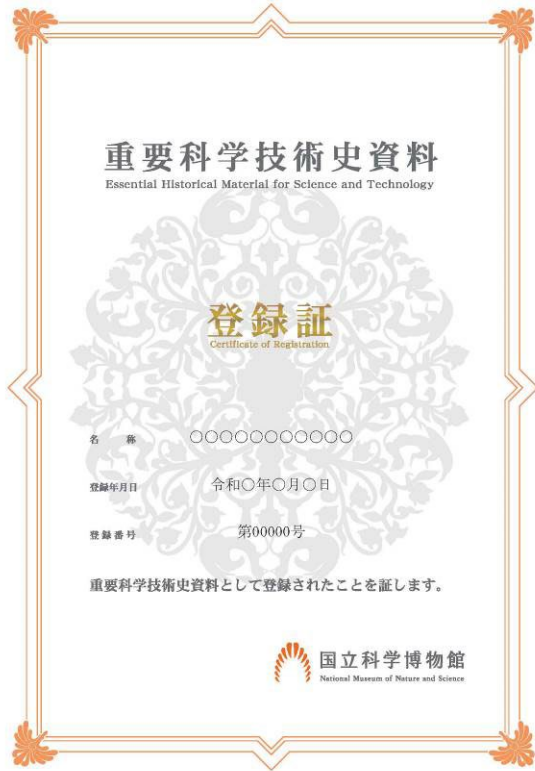 重要科学技術史資料
Essential Historical Material for Science and Technology
登録証
Certificate of Registration
名 称 ○○○○○○○○○○○
登録年月日 令和○年○月○日
登録番号 第00000号
重要科学技術史資料として登録されたことを証します。
国立科学博物館
National Museum of Nature and Science